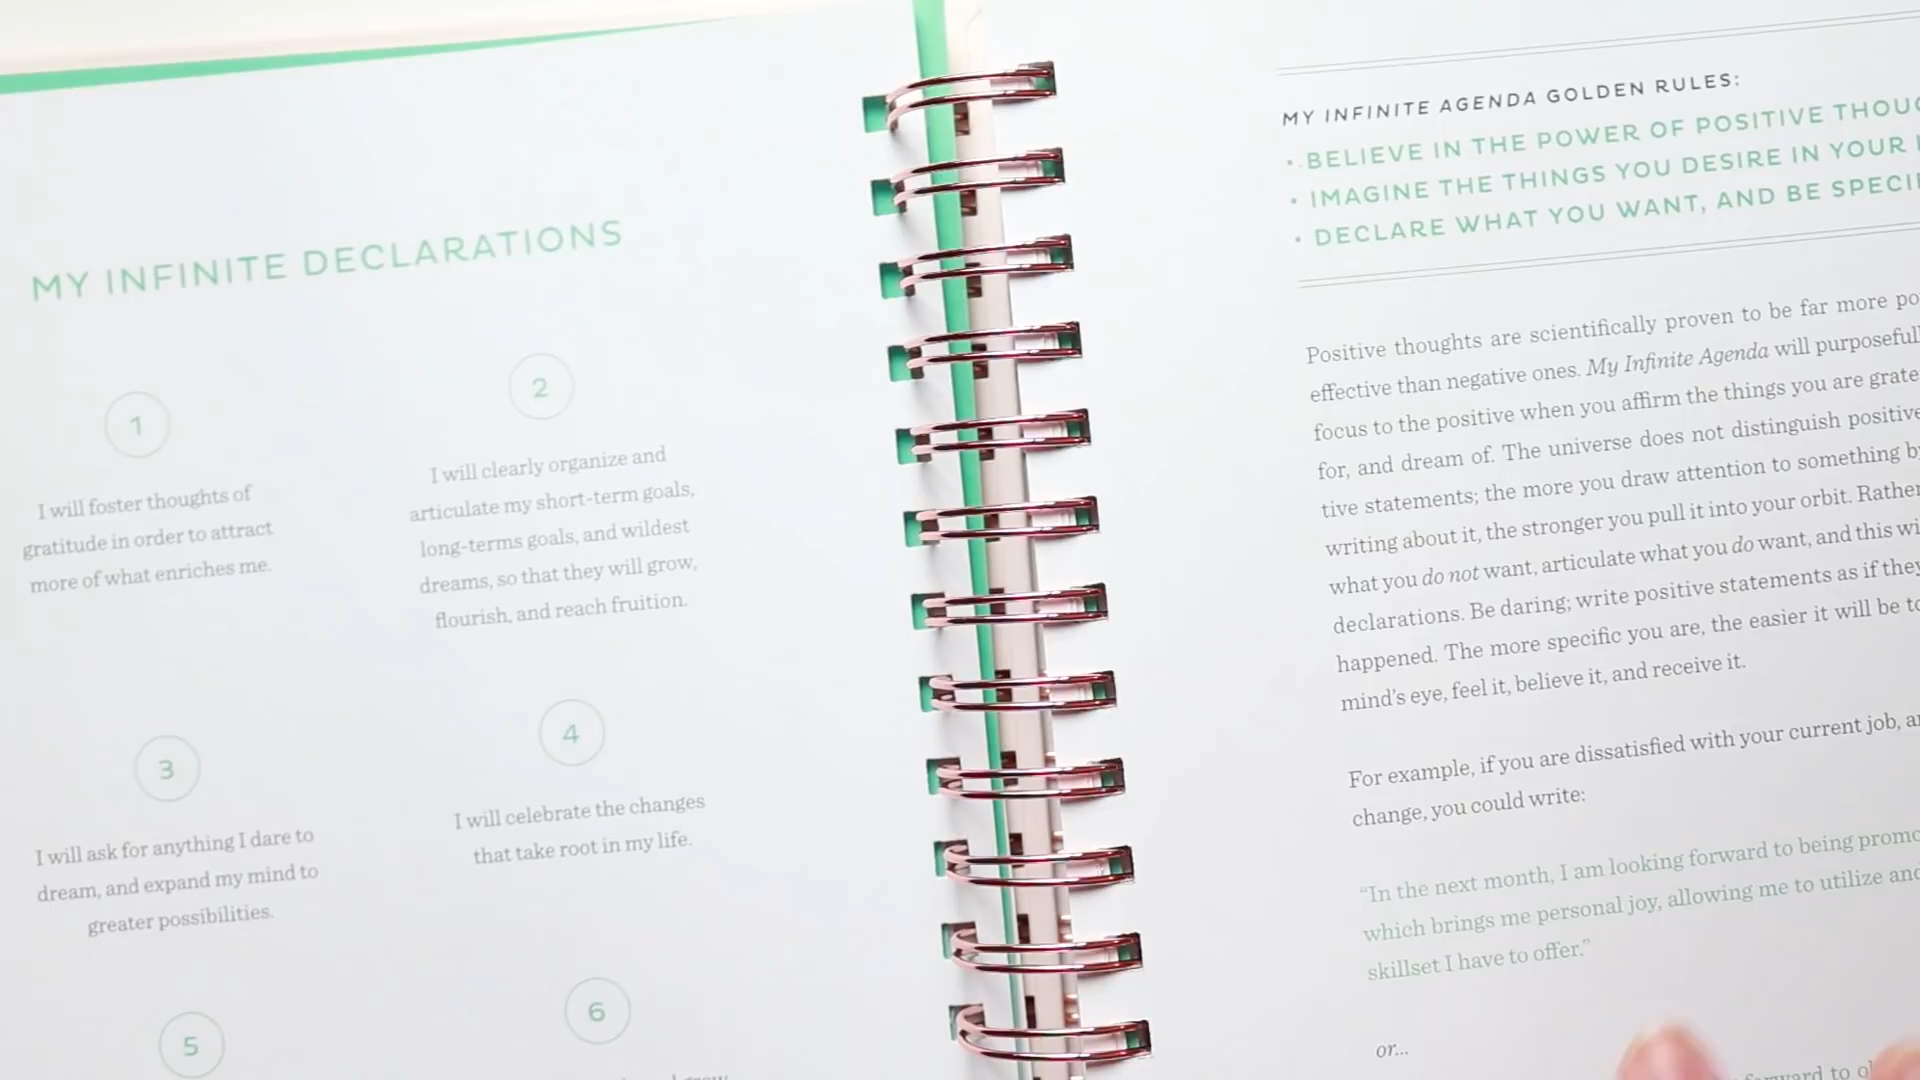 MY INFINITE DECLARATIONS
1
I will foster thoughts of
gratitude in order to attract
more of what enriches me.
2
I will clearly organize and
articulate my short-term goals,
long-terms goals, and wildest
dreams, so that they will grow,
flourish, and reach fruition.
3
I will ask for anything I dare to
dream, and expand my mind to
greater possibilities.
4
I will celebrate the changes
that take root in my life.
5
6
MY INFINITE AGENDA GOLDEN RULES:
• BELIEVE IN THE POWER OF POSITIVE
• IMAGINE THE THINGS YOU DESIRE IN YOUR
• DECLARE WHAT YOU WANT, AND BE
Positive thoughts are scientifically proven to be far more
effective than negative ones. My Infinite Agenda will
focus to the positive when you affirm the things you are
for, and dream of. The universe does not distinguish
tive statements; the more you draw attention to something
writing about it, the stronger you pull it into your orbit.
what you do not want, articulate what you do want, and this
declarations. Be daring; write positive statements as if
happened. The more specific you are, the easier it will be
mind's eye, feel it, believe it, and receive it.
For example, if you are dissatisfied with your current job,
change, you could write:
“In the next month, I am looking forward to being
which brings me personal joy, allowing me to utilize
skillset I have to offer.”
or...
to